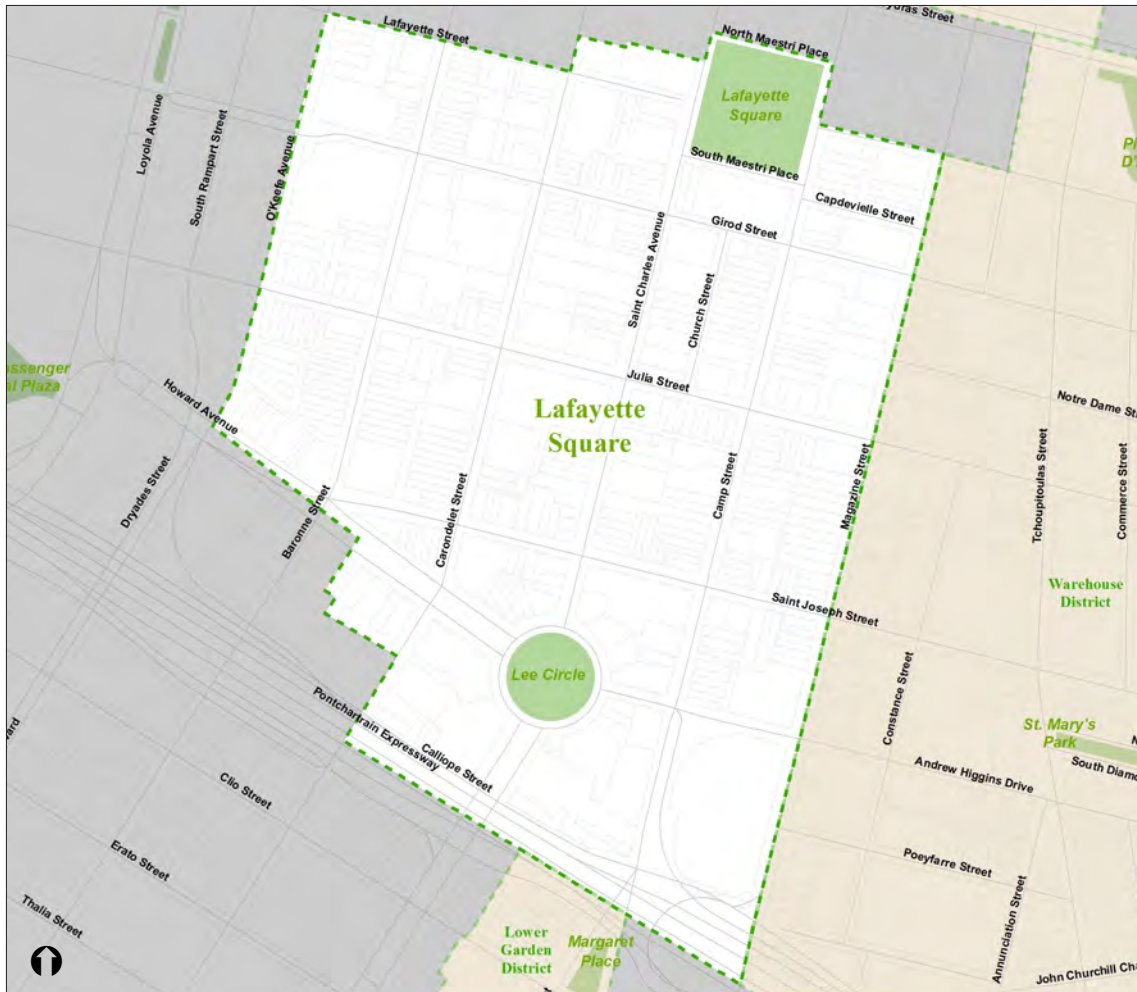 Lafayette Street
North Maestri Place
Lafayette
Square
South Maestri Place
Loyola Avenue
South Rampart Street
O'Keefe Avenue
Capdevielle Street
Girod Street
Saint Charles Avenue
Church Street
Julia Street
Howard Avenue
Lafayette
Square
Notre Dame
Dryades Street
Baronne Street
Carondelet Street
Camp Street
Magazine Street
Tchoupitoulas Street
Commerce Street
Warehouse
District
Saint Joseph Street
Lee Circle
Constance Street
St. Mary's
Park
Pontchartrain Expressway
Calliope Street
South
Andrew Higgins Drive
Clio Street
Poeyfarre Street
Erato Street
Thalia Street
Annunciation Street
Lower
Garden
District
Margaret
Place
John Churchill